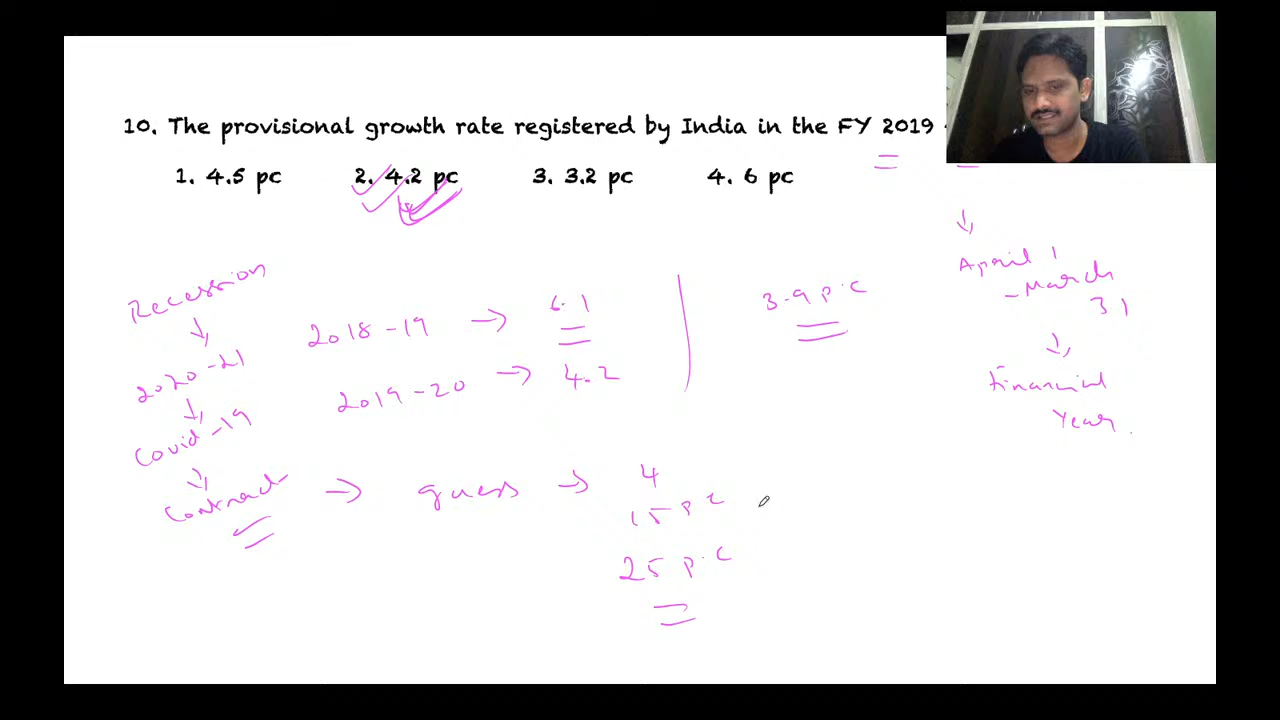 10. The provisional growth rate registered by India in the FY 2019
1. 4.5 pc 2. 4.2 pc 3. 3.2 pc 4. 6 pc
Recession
2020-21
Covid-19
Contract
2018-19 → 6.1
2019-20 → 4.2
3.9 p.c
April 1
- March
31
Financial
Year
→ guess → 4
15 p.c
25 p.c